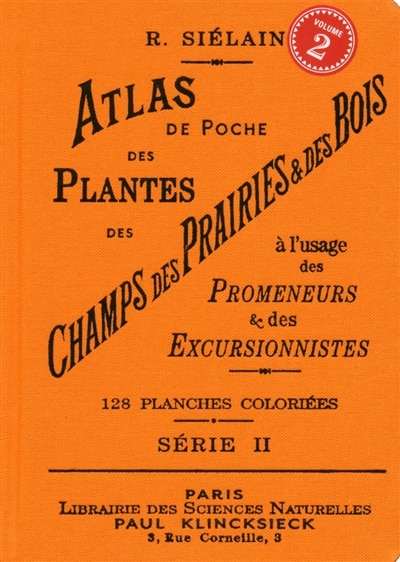 R. SIÉLAIN
VOLUME
2
ATLAS
DE POCHE
DES
PLANTES
DES
CHAMPS DES PRAIRIES & DES BOIS
à l'usage
des
PROMENEURS
& des
EXCURSIONNISTES
128 PLANCHES COLORIÉES
SÉRIE II
PARIS
LIBRAIRIE DES SCIENCES NATURELLES
PAUL KLINCKSIECK
3, Rue Corneille, 3